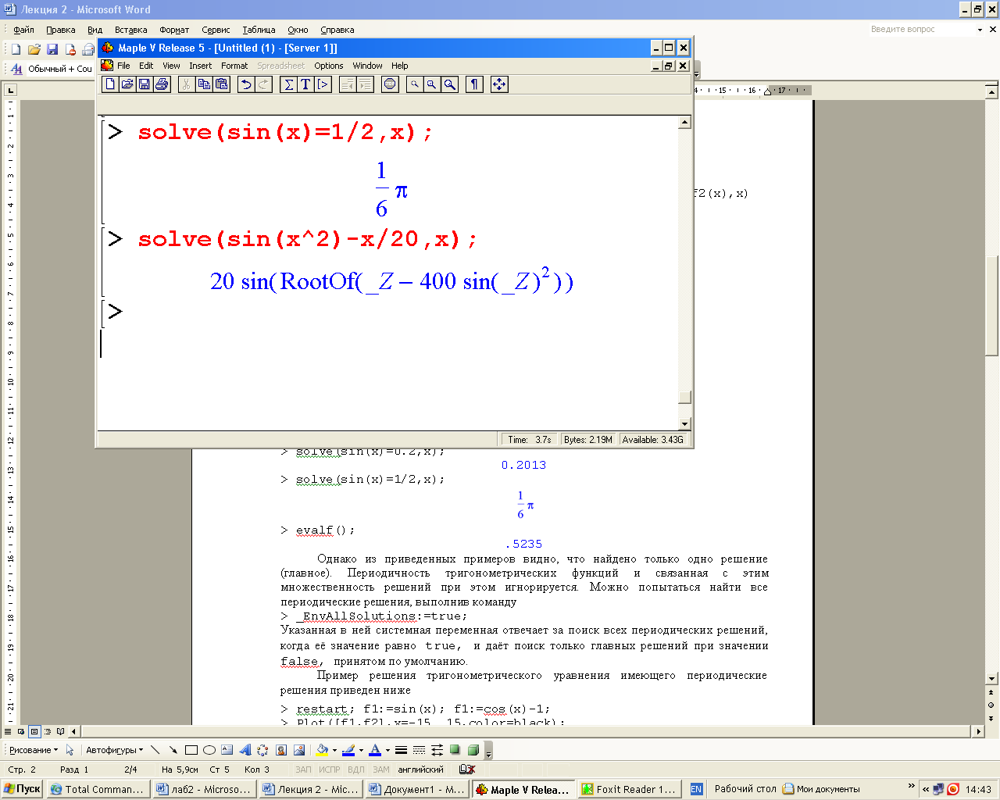 Лекция 2 - Microsoft Word
Файл Правка Вид Вставка Формат Сервис Таблица Окно Справка
Введите вопрос
Обычный + Cou
Maple V Release 5 - [Untitled (1) - [Server 1]]
File Edit View Insert Format Spreadsheet Options Window Help
> solve(sin(x)=1/2,x);
1
6 π
> solve(sin(x^2)-x/20,x);
20 sin(RootOf(_Z − 400 sin(_Z)²))
>
Time: 3.7s Bytes: 2.19M Available: 3.43G
f2(x),x)
> solve(sin(x)=0.2,x);
0.2013
> solve(sin(x)=1/2,x);
1
6 π
> evalf();
.5235
Однако из приведенных примеров видно, что найдено только одно решение
(главное). Периодичность тригонометрических функций и связанная с этим
множественность решений при этом игнорируется. Можно попытаться найти все
периодические решения, выполнив команду
> _EnvAllSolutions:=true;
Указанная в ней системная переменная отвечает за поиск всех периодических решений,
когда её значение равно true, и даёт поиск только главных решений при значении
false, принятом по умолчанию.
Пример решения тригонометрического уравнения имеющего периодические
решения приведен ниже
> restart; f1:=sin(x); f1:=cos(x)-1;
> Plot([f1,f2],x=-15..15,color=black);
Рисование Автофигуры
Стр. 2 Разд 1 2/4 На 5,9см Ст 5 Кол 3 ЗАП ИСПР ВДЛ ЗАМ английский
Пуск Total Comman... лаб2 - Microso... Лекция 2 - Mic... Документ1 - M... Maple V Relea... Foxit Reader 1... EN Рабочий стол Мои документы » « 14:43